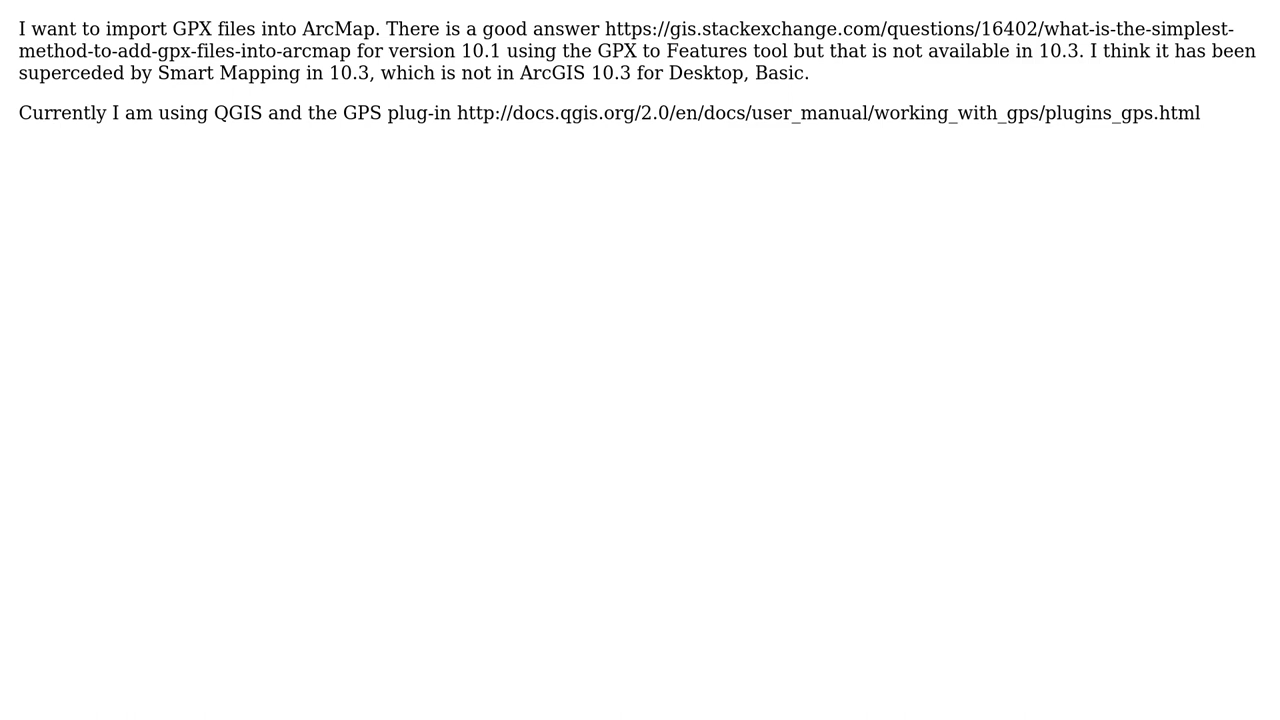 I want to import GPX files into ArcMap. There is a good answer https://gis.stackexchange.com/questions/16402/what-is-the-simplest-
method-to-add-gpx-files-into-arcmap for version 10.1 using the GPX to Features tool but that is not available in 10.3. I think it has been
superceded by Smart Mapping in 10.3, which is not in ArcGIS 10.3 for Desktop, Basic.
Currently I am using QGIS and the GPS plug-in http://docs.qgis.org/2.0/en/docs/user_manual/working_with_gps/plugins_gps.html